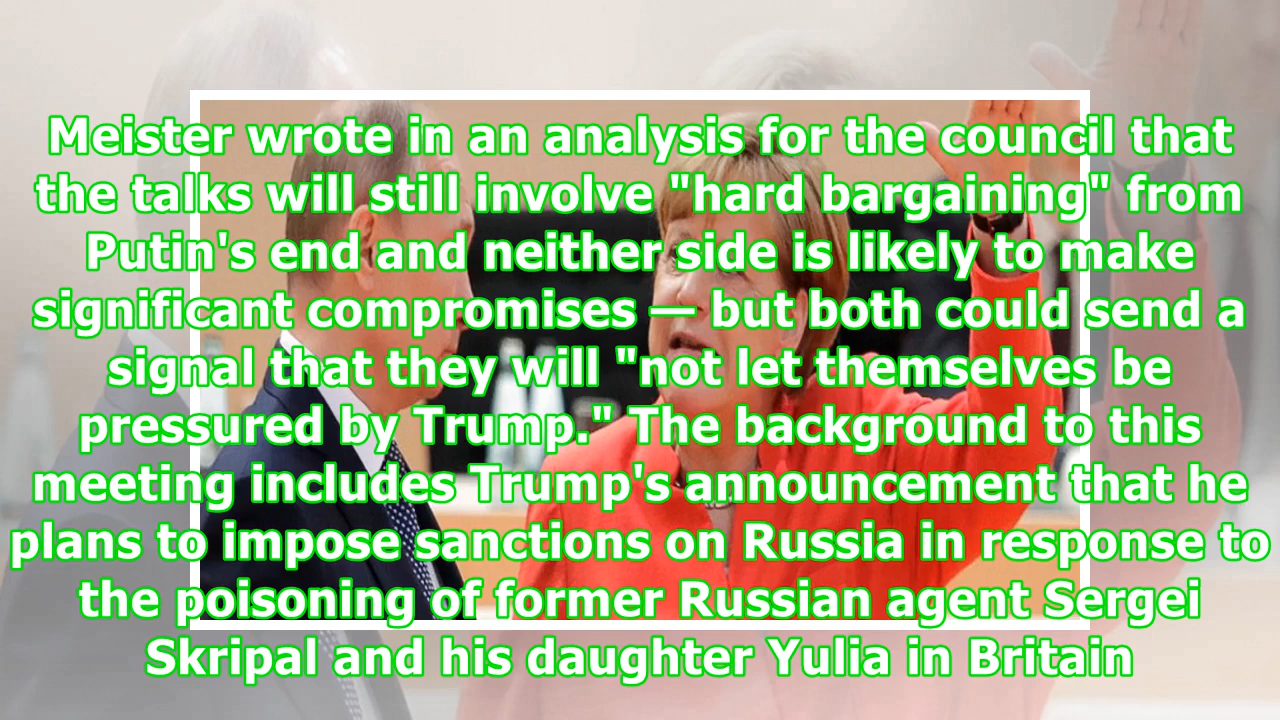 Meister wrote in an analysis for the council that
the talks will still involve "hard bargaining" from
Putin's end and neither side is likely to make
significant compromises — but both could send a
signal that they will "not let themselves be
pressured by Trump." The background to this
meeting includes Trump's announcement that he
plans to impose sanctions on Russia in response to
the poisoning of former Russian agent Sergei
Skripal and his daughter Yulia in Britain